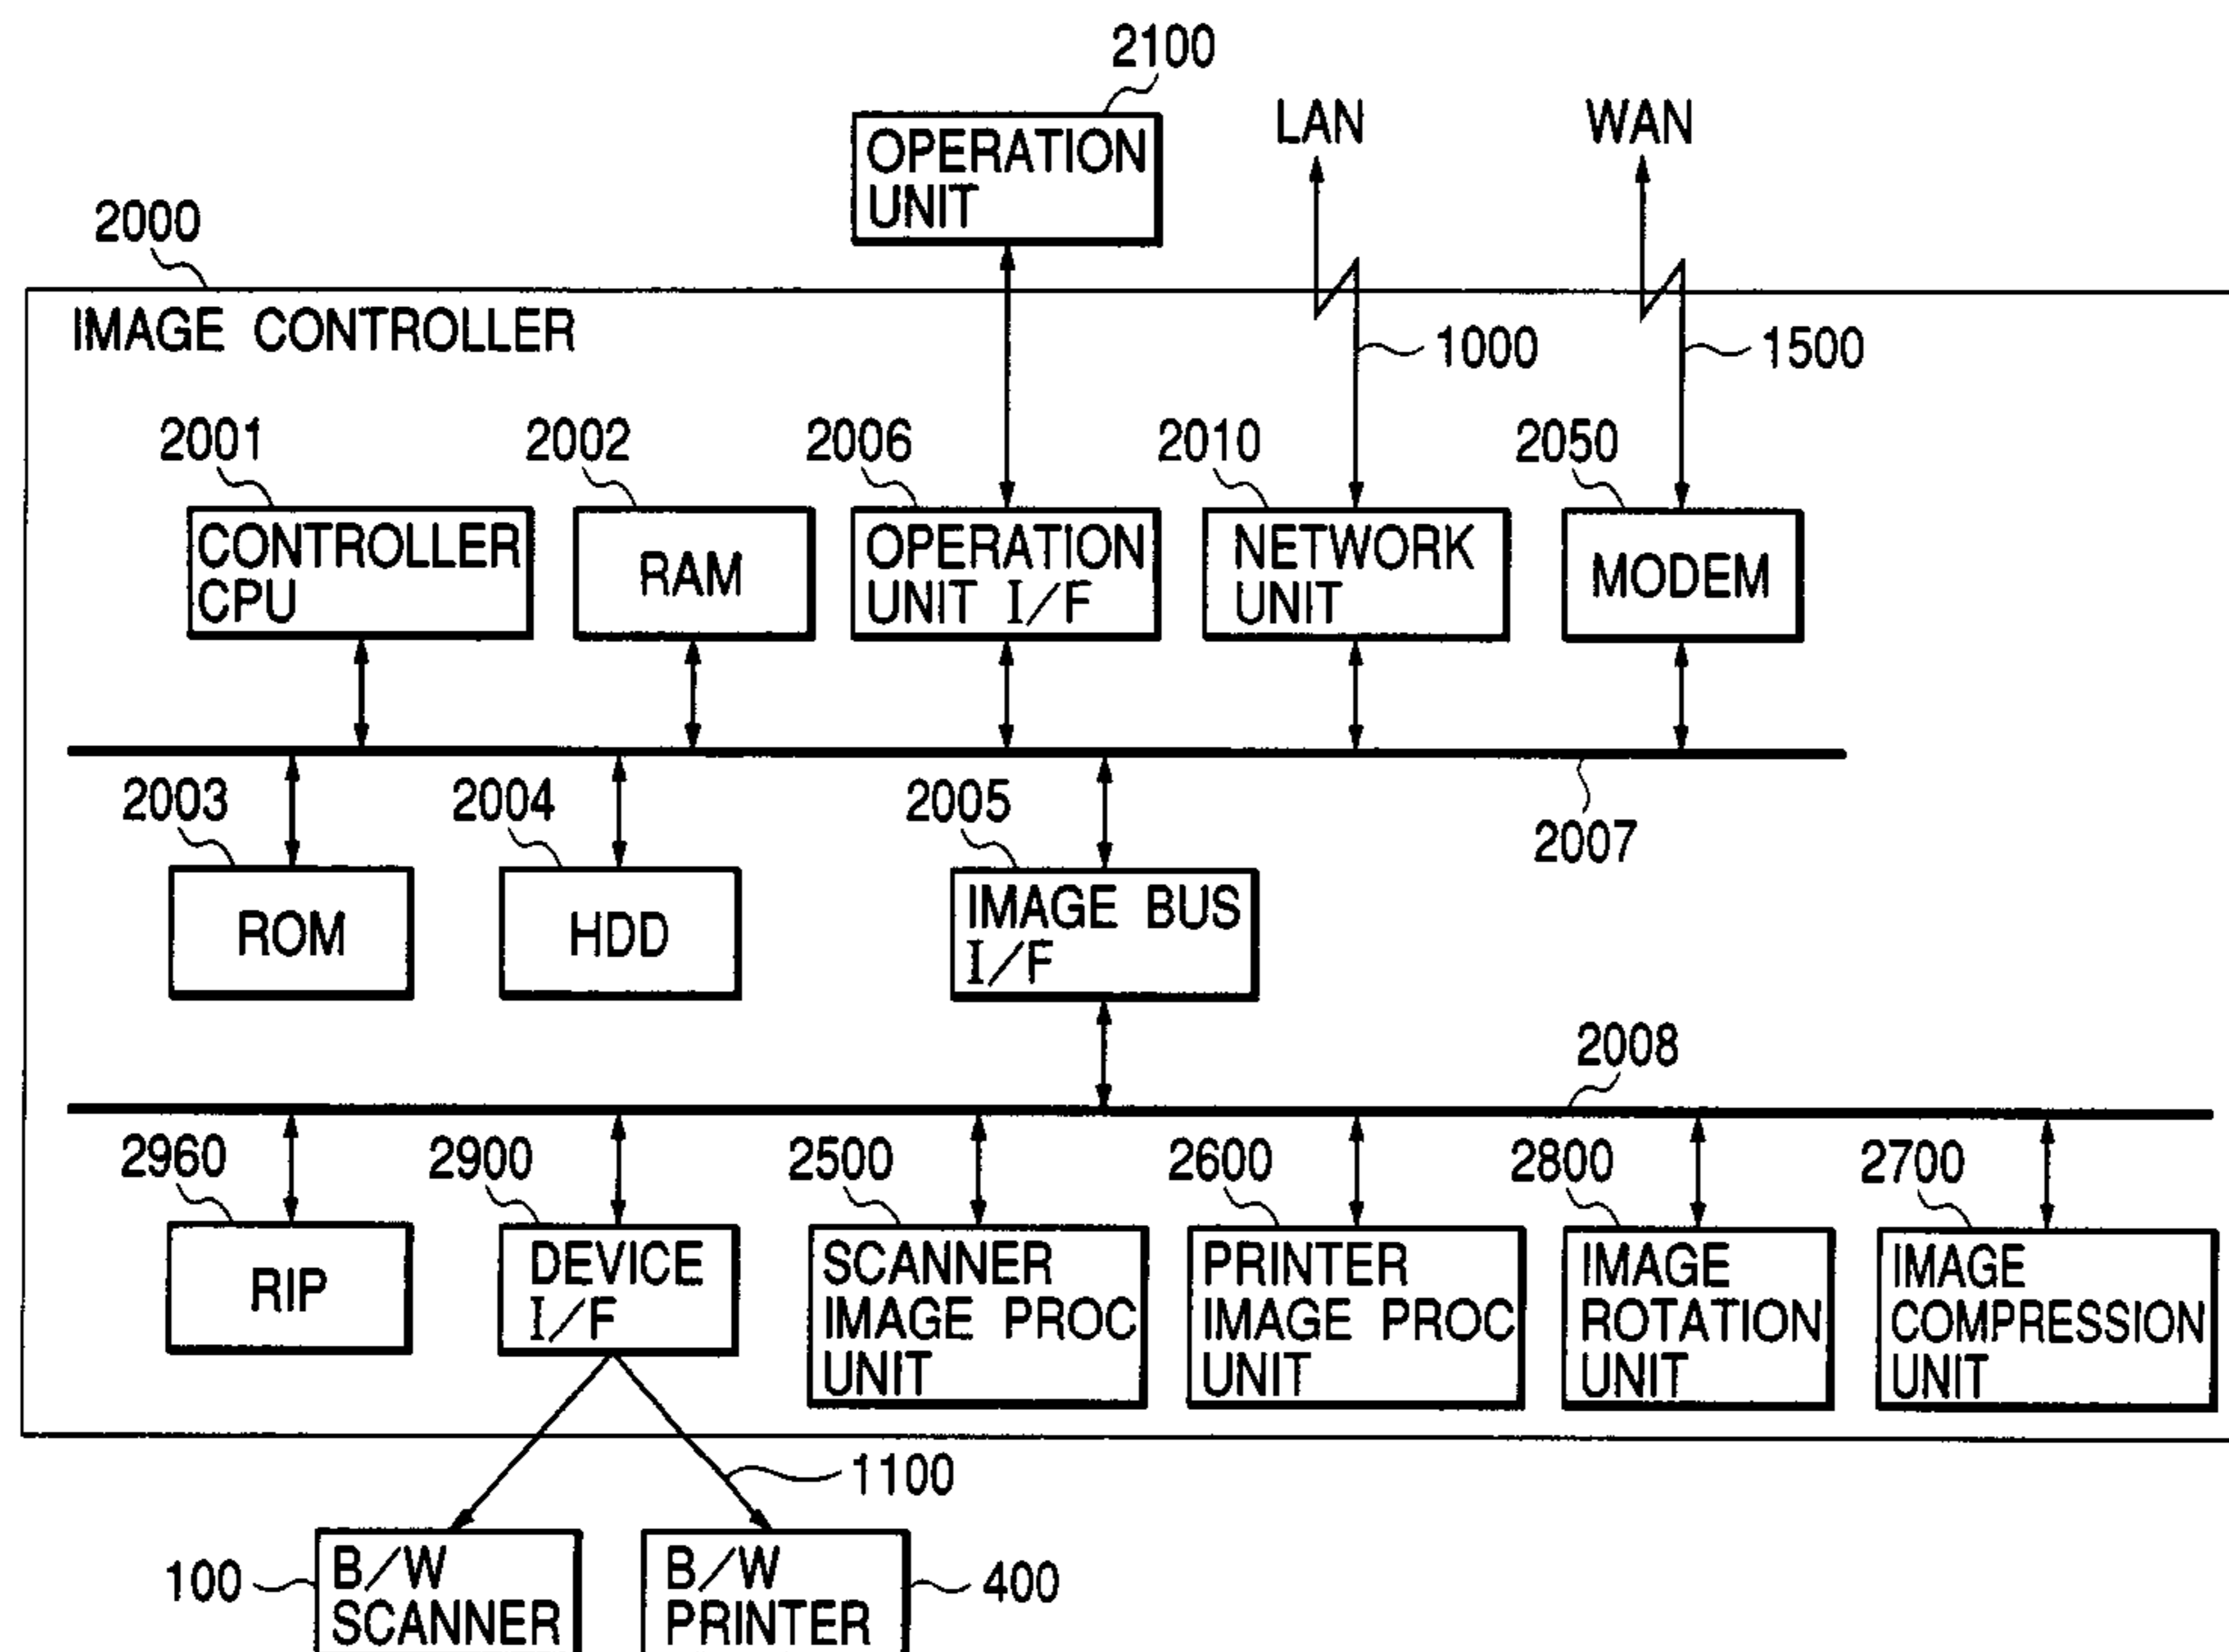 2100
LAN
WAN
OPERATION
UNIT
2000
IMAGE CONTROLLER
1000
1500
2001
2002
2006
2010
2050
CONTROLLER
CPU
RAM
OPERATION
UNIT I/F
NETWORK
UNIT
MODEM
2003
2004
2005
2007
ROM
HDD
IMAGE BUS
I/F
2008
2960
2900
2500
2600
2800
2700
RIP
DEVICE
I/F
SCANNER
IMAGE PROC
UNIT
PRINTER
IMAGE PROC
UNIT
IMAGE
ROTATION
UNIT
IMAGE
COMPRESSION
UNIT
1100
100
B/W
SCANNER
B/W
PRINTER
400